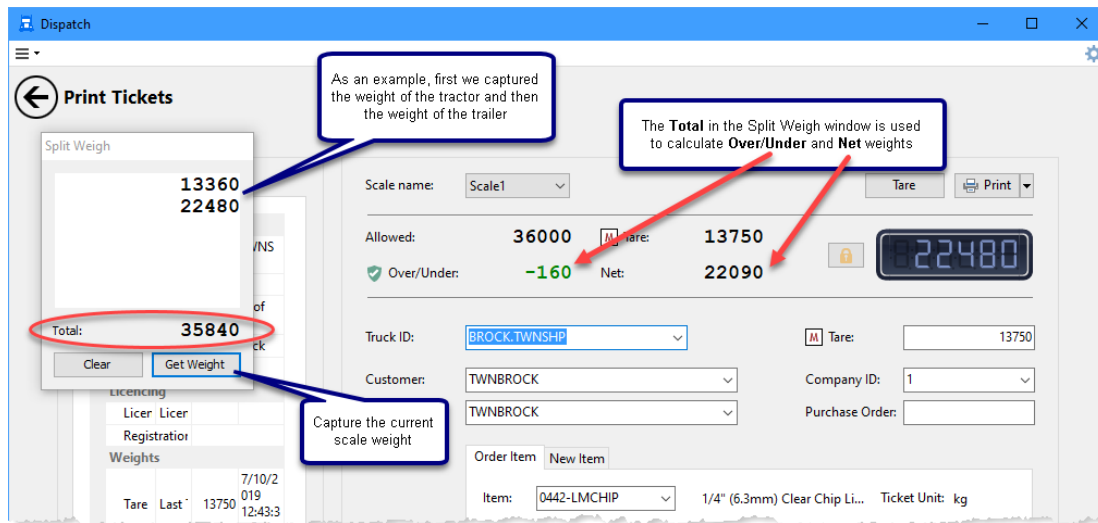 Dispatch
As an example, first we captured
the weight of the tractor and then
the weight of the trailer
Print Tickets
The Total in the Split Weigh window is used
to calculate Over/Under and Net weights
Split Weigh
13360
22480
Total: 35840
Clear Get Weight
Capture the current
scale weight
Scale name: Scale1 Tare Print
Allowed: 36000 M Tare: 13750
Over/Under: -160 Net: 22090
22480
Truck ID: BROCK.TWNSHP M Tare: 13750
Customer: TWNBROCK Company ID: 1
TWNBROCK Purchase Order:
Order Item New Item
Item: 0442-LMCHIP 1/4" (6.3mm) Clear Chip Li... Ticket Unit: kg
of
Licencing
Licer Licer
Registration
Weights
Tare Last 13750 7/10/2
019
12:43:3